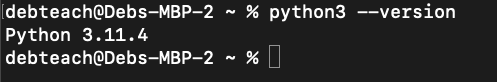 debteach@Debs-MBP-2 ~ % python3 --version
Python 3.11.4
debteach@Debs-MBP-2 ~ %